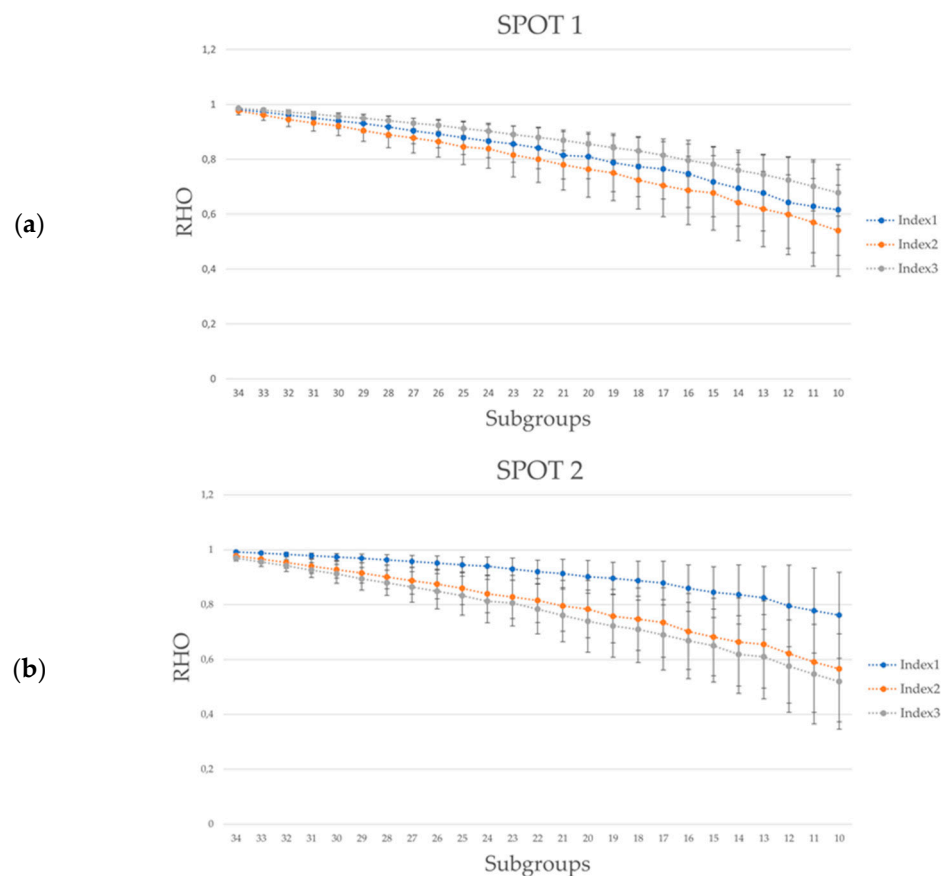 SPOT 1
1,2
1
0,8
0,6
0,4
0,2
0
RHO
(a)
34 33 32 31 30 29 28 27 26 25 24 23 22 21 20 19 18 17 16 15 14 13 12 11 10
Subgroups
Index1
Index2
Index3
SPOT 2
1,2
1
0,8
0,6
0,4
0,2
0
RHO
(b)
34 33 32 31 30 29 28 27 26 25 24 23 22 21 20 19 18 17 16 15 14 13 12 11 10
Subgroups
Index1
Index2
Index3